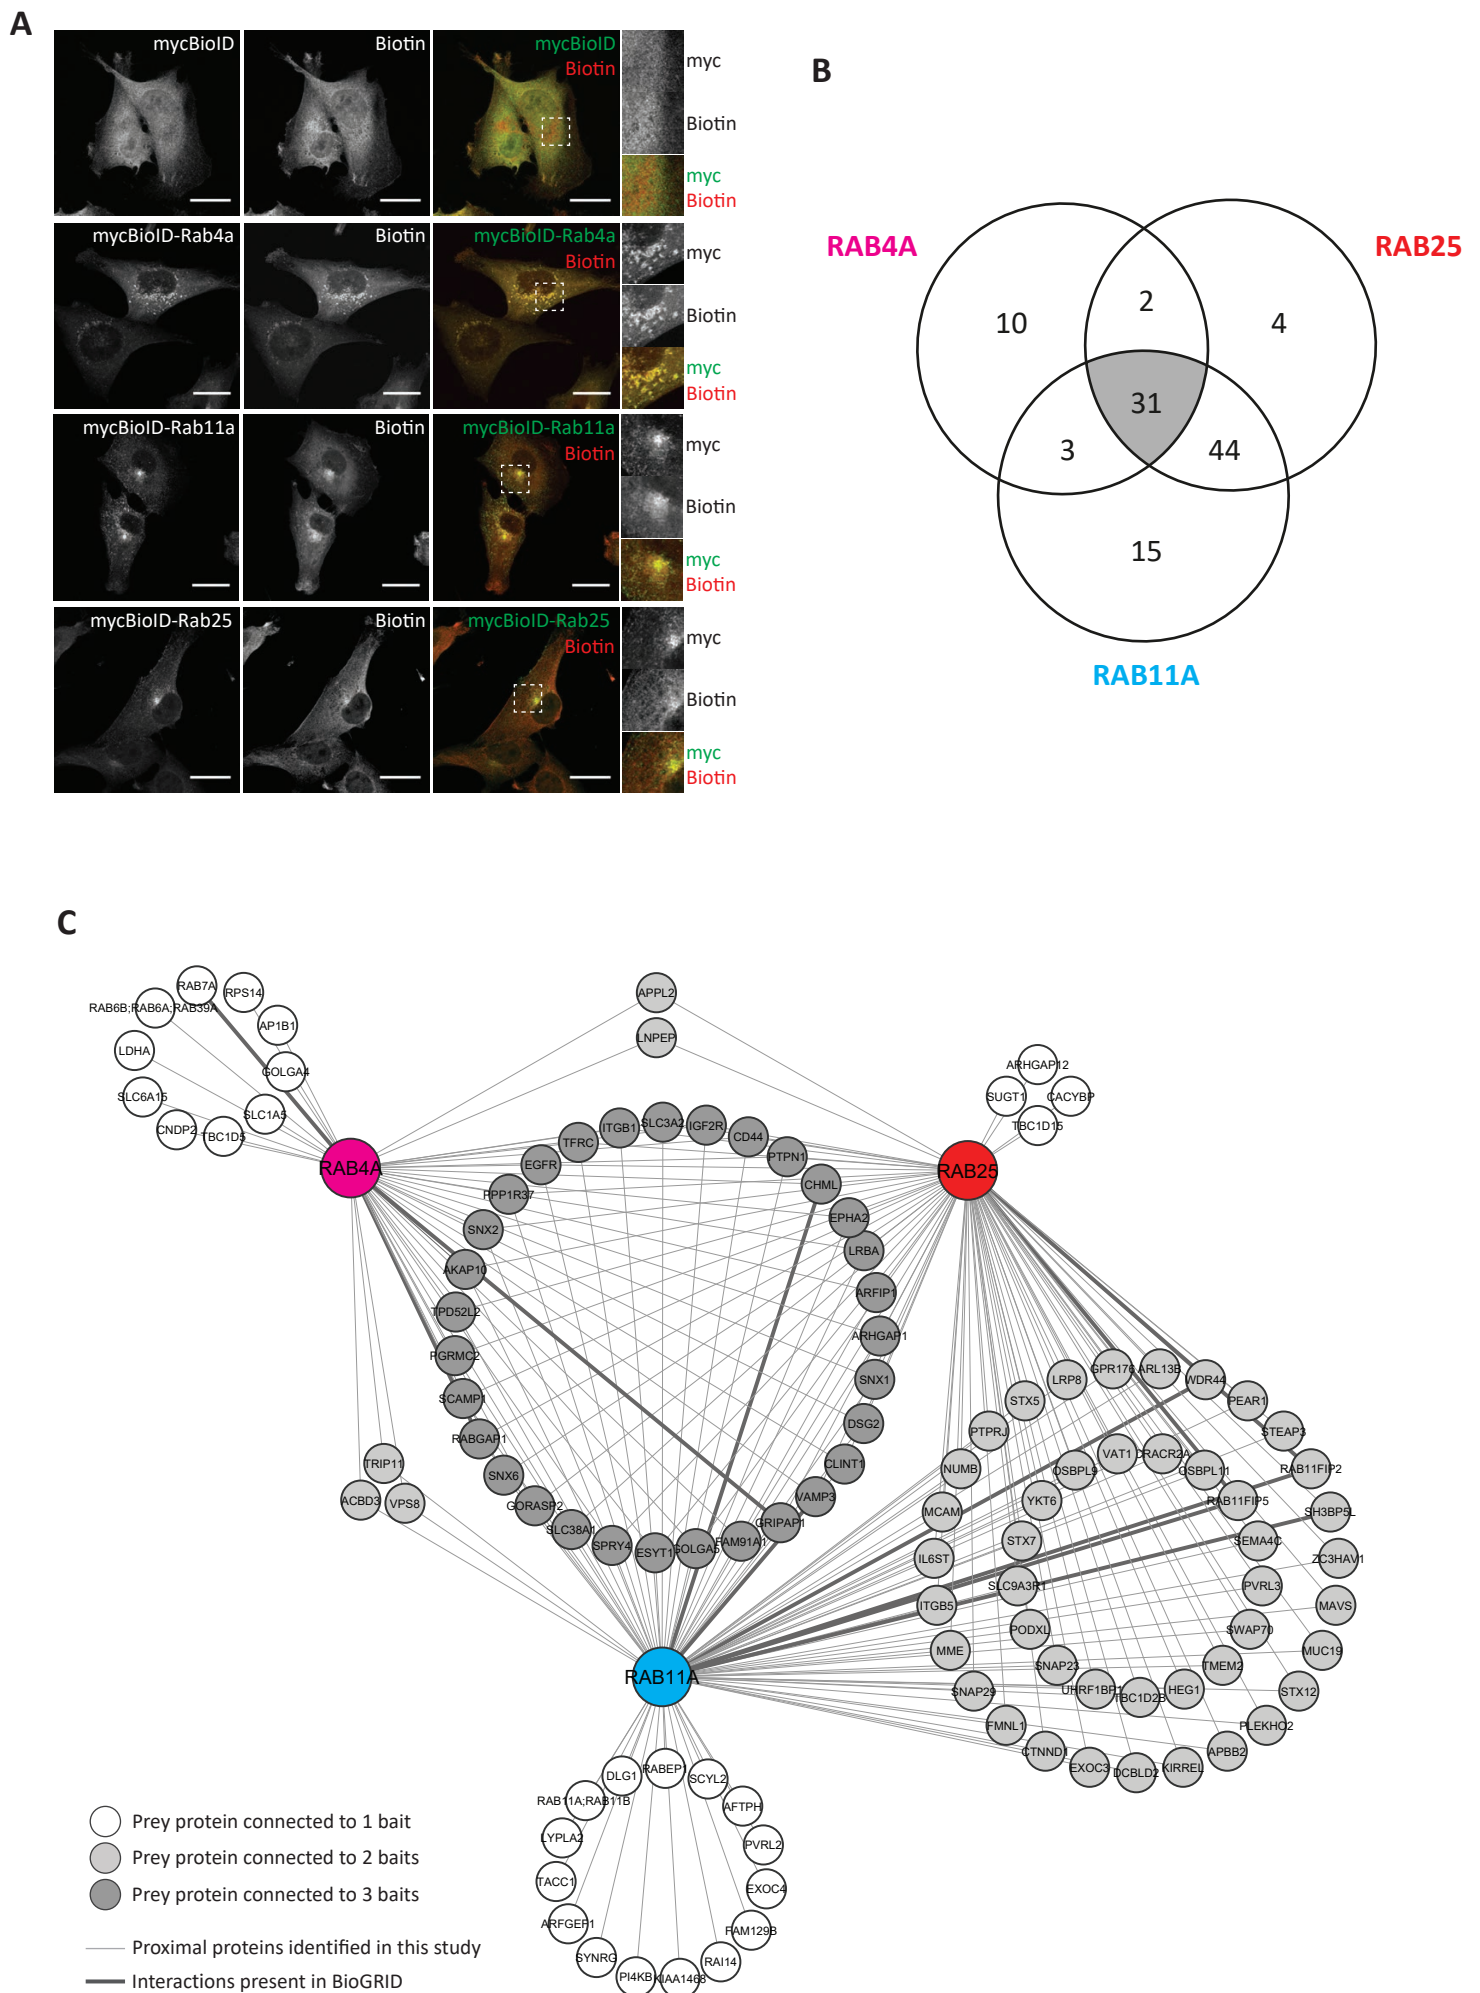 A
mycBioID
Biotin
mycBioID
Biotin
myc
Biotin
myc
Biotin
mycBioID-Rab4a
Biotin
mycBioID-Rab4a
Biotin
myc
Biotin
myc
Biotin
mycBioID-Rab11a
Biotin
mycBioID-Rab11a
Biotin
myc
Biotin
myc
Biotin
mycBioID-Rab25
Biotin
mycBioID-Rab25
Biotin
myc
Biotin
myc
Biotin
B
RAB4A
RAB25
10
2
4
31
3
44
15
RAB11A
C
RAB7A
RPS14
RAB6B;RAB6A;RAB39A
AP1B1
LDHA
GOLGA4
SLC6A15
SLC1A5
CNDP2
TBC1D5
RAB4A
APPL2
LNPEP
ARHGAP12
SUGT1
CACYBP
TBC1D15
RAB25
SLC3A2
IGF2R
ITGB1
CD44
TFRC
PTPN1
EGFR
CHML
PPP1R37
EPHA2
SNX2
LRBA
AKAP10
ARFIP1
TPD52L2
ARHGAP1
PGRMC2
SNX1
SCAMP1
DSG2
RABGAP1
CLINT1
SNX6
VAMP3
GORASP2
GRIPAP1
SLC38A1
FAM91A1
SPRY4
ESYT1
GOLGA5
TRIP11
ACBD3
VPS8
RAB11A
GPR176
ARL13B
LRP8
WDR44
STX5
PEAR1
PTPRJ
STEAP3
NUMB
OSBPL9
VAT1
CRACR2A
OSBPL11
RAB11FIP2
MCAM
YKT6
RAB11FIP5
SH3BP5L
IL6ST
STX7
SEMA4C
ZC3HAV1
ITGB5
SLC9A3R1
PVRL3
MAVS
MME
PODXL
SWAP70
MUC19
SNAP29
SNAP23
UHRF1BP1
TBC1D2B
HEG1
TMEM2
STX12
FMNL1
PLEKHO2
CTNND1
APBB2
EXOC3
DCBLD2
KIRREL
RABEP1
DLG1
SCYL2
RAB11A;RAB11B
AFTPH
LYPLA2
PVRL2
TACC1
EXOC4
ARFGEF1
FAM129B
SYNRG
RAI14
PI4KB
KIAA1468
Prey protein connected to 1 bait
Prey protein connected to 2 baits
Prey protein connected to 3 baits
Proximal proteins identified in this study
Interactions present in BioGRID